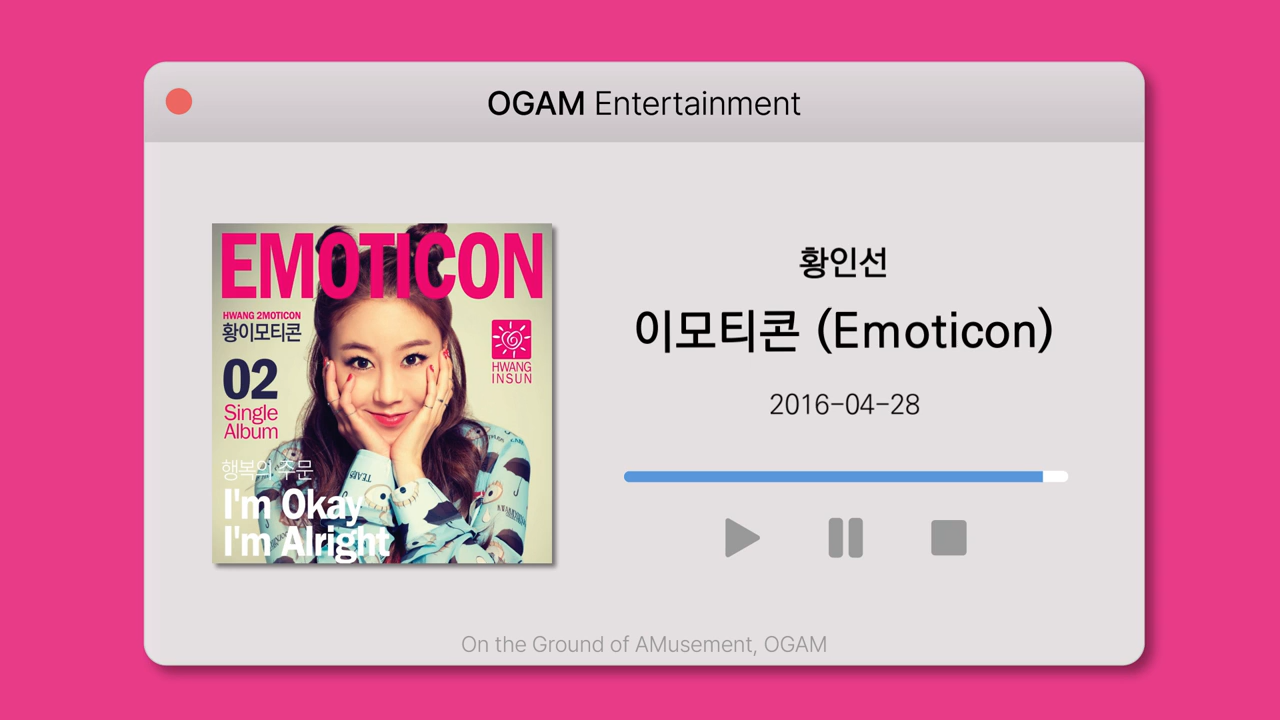 OGAM Entertainment
EMOTICON
HWANG 2MOTICON
황이모티콘
02
Single
Album
HWANG
INSUN
행복의 주문
I'm Okay
I'm Alright
황인선
이모티콘 (Emoticon)
2016-04-28
On the Ground of AMusement, OGAM